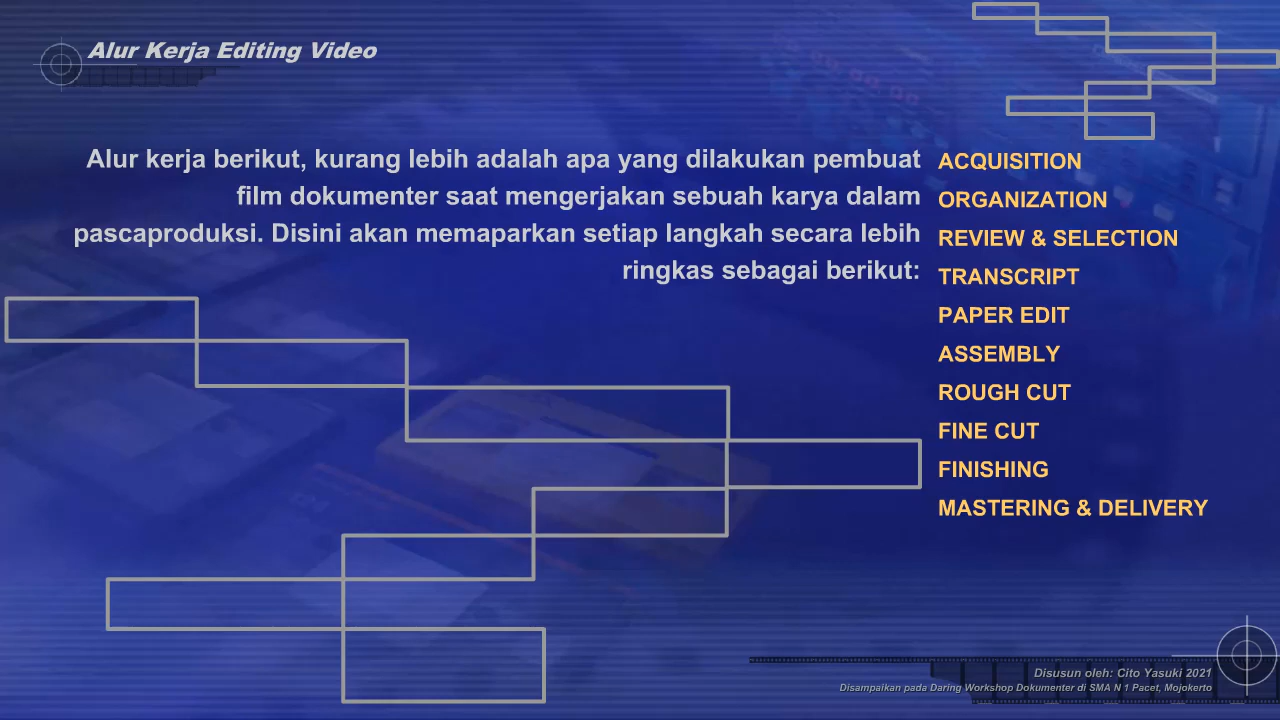 Alur Kerja Editing Video
Alur kerja berikut, kurang lebih adalah apa yang dilakukan pembuat
film dokumenter saat mengerjakan sebuah karya dalam
pascaproduksi. Disini akan memaparkan setiap langkah secara lebih
ringkas sebagai berikut:
ACQUISITION
ORGANIZATION
REVIEW & SELECTION
TRANSCRIPT
PAPER EDIT
ASSEMBLY
ROUGH CUT
FINE CUT
FINISHING
MASTERING & DELIVERY
Disusun oleh: Cito Yasuki 2021
Disampaikan pada Daring Workshop Dokumenter di SMA N 1 Pacet, Mojokerto